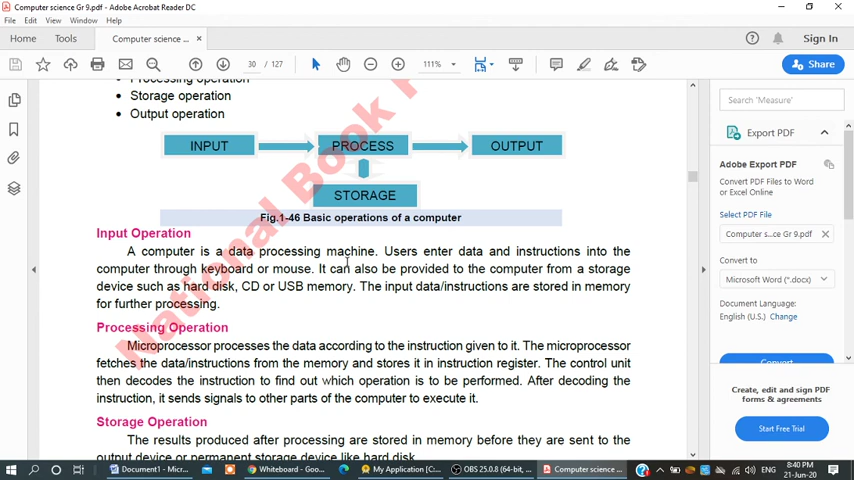 Computer science Gr 9.pdf - Adobe Acrobat Reader DC
File Edit View Window Help
Home Tools Computer science ... × Sign In
30 / 127 111% Share
• Processing operation
• Storage operation
• Output operation
INPUT PROCESS OUTPUT
STORAGE
Fig.1-46 Basic operations of a computer
Input Operation
A computer is a data processing machine. Users enter data and instructions into the
computer through keyboard or mouse. It can also be provided to the computer from a storage
device such as hard disk, CD or USB memory. The input data/instructions are stored in memory
for further processing.
Processing Operation
Microprocessor processes the data according to the instruction given to it. The microprocessor
fetches the data/instructions from the memory and stores it in instruction register. The control unit
then decodes the instruction to find out which operation is to be performed. After decoding the
instruction, it sends signals to other parts of the computer to execute it.
Storage Operation
The results produced after processing are stored in memory before they are sent to the
output device or permanent storage device like hard disk.
National Book F
Search 'Measure'
Export PDF
Adobe Export PDF
Convert PDF Files to Word
or Excel Online
Select PDF File
Computer s...ce Gr 9.pdf ×
Convert to
Microsoft Word (*.docx)
Document Language:
English (U.S.) Change
Convert
Create, edit and sign PDF
forms & agreements
Start Free Trial
Document1 - Micr...
Whiteboard - Goo...
My Application [C:...
OBS 25.0.8 (64-bit, ...
Computer science ...
ENG
8:40 PM
21-Jun-20